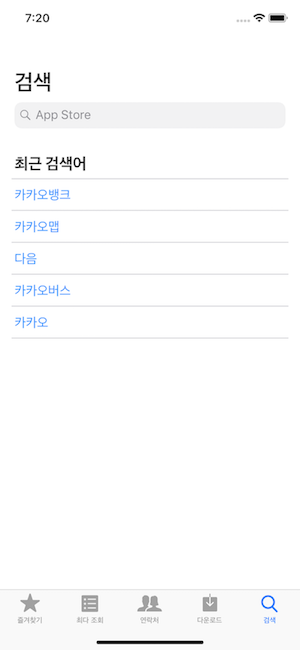 7:20
검색
App Store
최근 검색어
카카오뱅크
카카오맵
다음
카카오버스
카카오
즐겨찾기
최다 조회
연락처
다운로드
검색